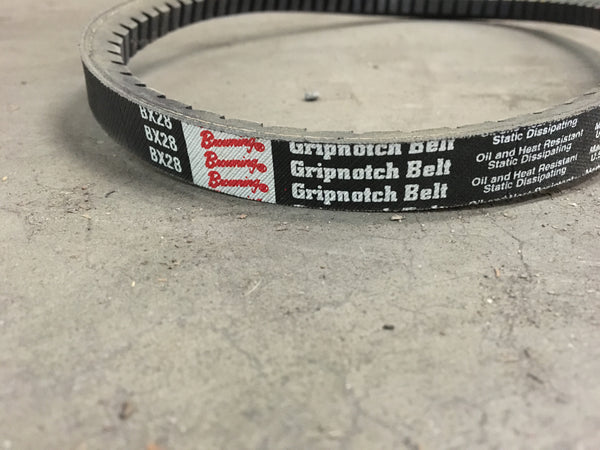 BX28
BX28
BX28
Browning
Browning
Browning
Gripnotch Belt
Gripnotch Belt
Gripnotch Belt
Static Dissipating
Oil and Heat Resistant
Static Dissipating
Oil and Heat Resistant
Static Dissipating